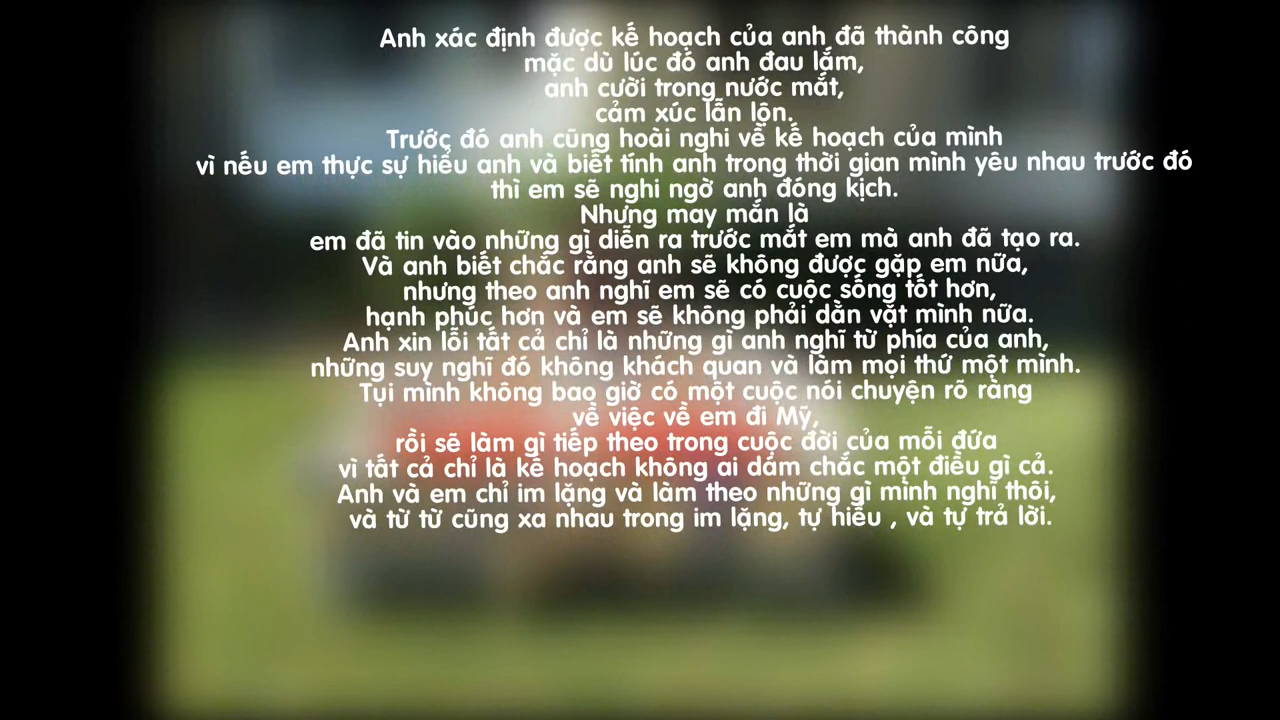 Anh xác định được kế hoạch của anh đã thành công
mặc dù lúc đó anh đau lắm,
anh cười trong nước mắt,
cảm xúc lẫn lộn.
Trước đó anh cũng hoài nghi về kế hoạch của mình
vì nếu em thực sự hiểu anh và biết tính anh trong thời gian mình yêu nhau trước đó
thì em sẽ nghi ngờ anh đóng kịch.
Nhưng may mắn là
em đã tin vào những gì diễn ra trước mắt em mà anh đã tạo ra.
Và anh biết chắc rằng anh sẽ không được gặp em nữa,
nhưng theo anh nghĩ em sẽ có cuộc sống tốt hơn,
hạnh phúc hơn và em sẽ không phải dằn vặt mình nữa.
Anh xin lỗi tất cả chỉ là những gì anh nghĩ từ phía của anh,
những suy nghĩ đó không khách quan và làm mọi thứ một mình.
Tụi mình không bao giờ có một cuộc nói chuyện rõ ràng
về việc về em đi Mỹ,
rồi sẽ làm gì tiếp theo trong cuộc đời của mỗi đứa
vì tất cả chỉ là kế hoạch không ai dám chắc một điều gì cả.
Anh và em chỉ im lặng và làm theo những gì mình nghĩ thôi,
và từ từ cũng xa nhau trong im lặng, tự hiểu , và tự trả lời.